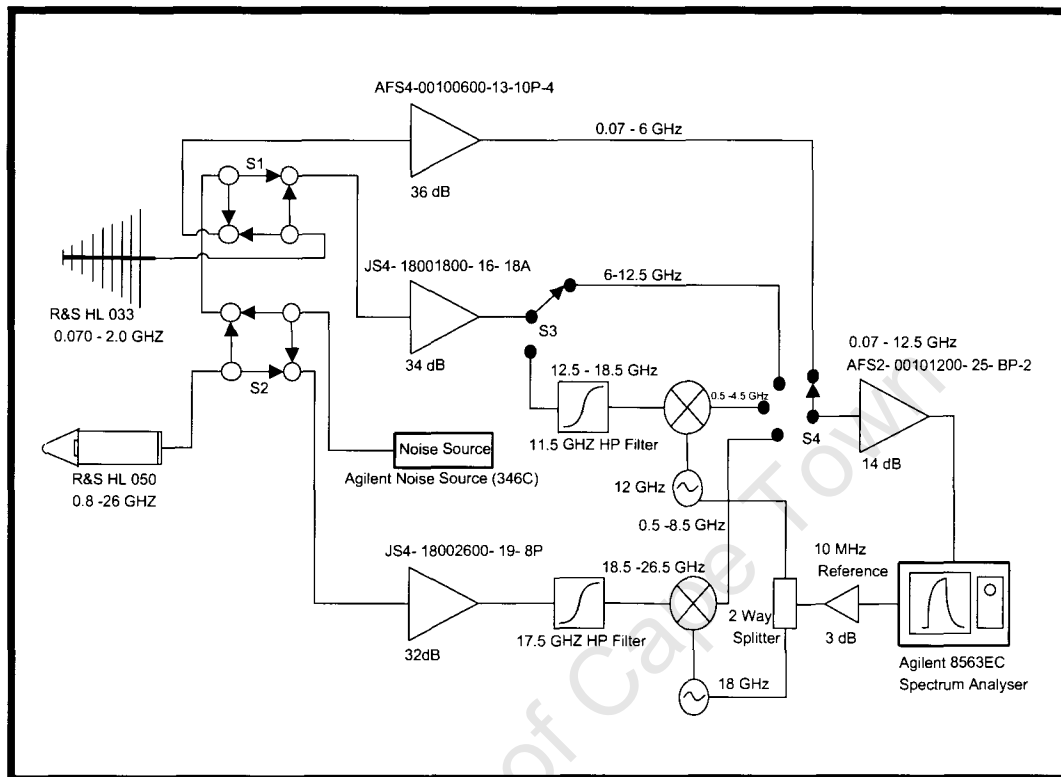 AFS4-00100600-13-10P-4
0.07 - 6 GHz
S1
36 dB
JS4- 18001800- 16- 18A
6-12.5 GHz
R&S HL 033
0.070 - 2.0 GHZ
S3
34 dB
0.07 - 12.5 GHz
AFS2- 00101200- 25- BP-2
12.5 - 18.5 GHz
0.5 -4.5 GHz
S2
S4
11.5 GHZ HP Filter
14 dB
Noise Source
Agilent Noise Source (346C)
R&S HL 050
0.8 -26 GHZ
12 GHz
0.5 -8.5 GHz
JS4- 18002600- 19- 8P
18.5 -26.5 GHz
10 MHz
Reference
2 Way
Splitter
3 dB
32dB
17.5 GHZ HP Filter
18 GHz
Agilent 8563EC
Spectrum Analyser
of Cape Town